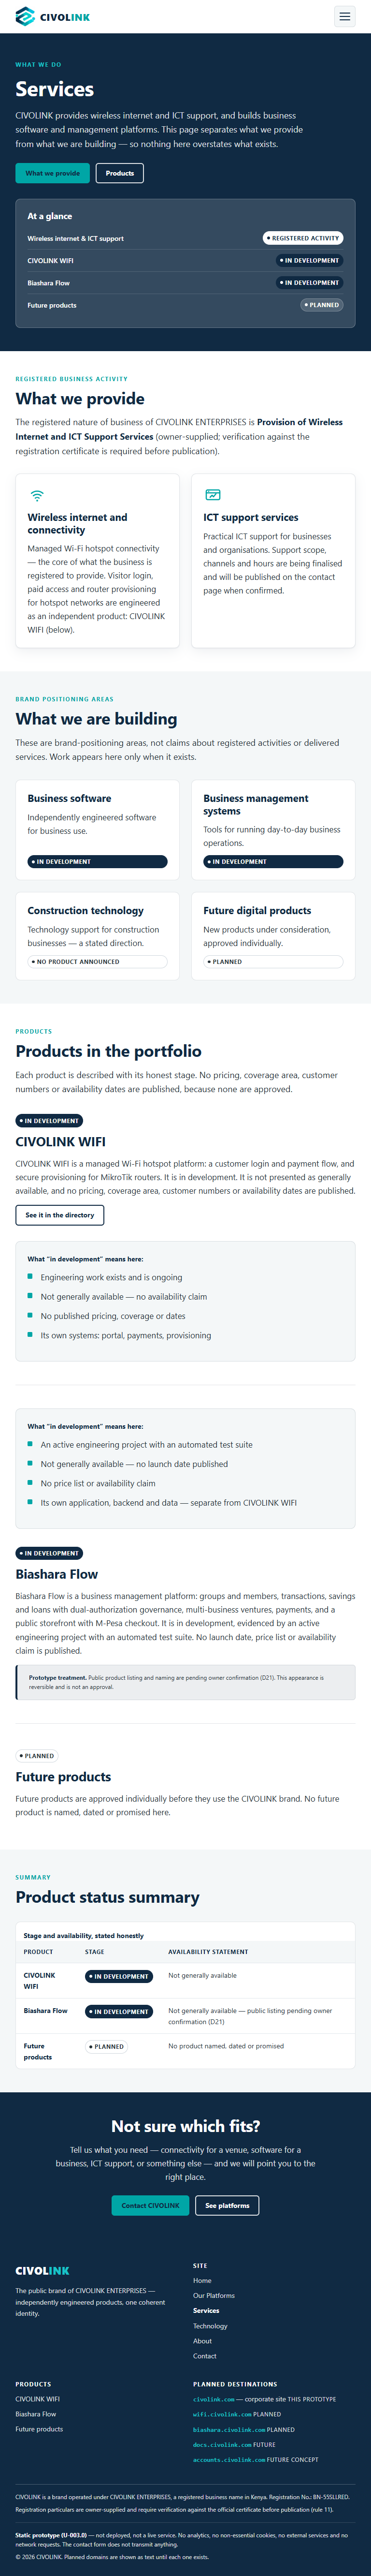 CIVOLINK
WHAT WE DO
Services
CIVOLINK provides wireless internet and ICT support, and builds business
software and management platforms. This page separates what we provide
from what we are building — so nothing here overstates what exists.
What we provide
Products
At a glance
Wireless internet & ICT support
REGISTERED ACTIVITY
CIVOLINK WIFI
IN DEVELOPMENT
Biashara Flow
IN DEVELOPMENT
Future products
PLANNED
REGISTERED BUSINESS ACTIVITY
What we provide
The registered nature of business of CIVOLINK ENTERPRISES is Provision of Wireless
Internet and ICT Support Services (owner-supplied; verification against the
registration certificate is required before publication).
Wireless internet and
connectivity
Managed Wi-Fi hotspot connectivity
— the core of what the business is
registered to provide. Visitor login,
paid access and router provisioning
for hotspot networks are engineered
as an independent product: CIVOLINK
WIFI (below).
ICT support services
Practical ICT support for businesses
and organisations. Support scope,
channels and hours are being finalised
and will be published on the contact
page when confirmed.
BRAND POSITIONING AREAS
What we are building
These are brand-positioning areas, not claims about registered activities or delivered
services. Work appears here only when it exists.
Business software
Independently engineered software
for business use.
IN DEVELOPMENT
Business management
systems
Tools for running day-to-day business
operations.
IN DEVELOPMENT
Construction technology
Technology support for construction
businesses — a stated direction.
NO PRODUCT ANNOUNCED
Future digital products
New products under consideration,
approved individually.
PLANNED
PRODUCTS
Products in the portfolio
Each product is described with its honest stage. No pricing, coverage area, customer
numbers or availability dates are published, because none are approved.
IN DEVELOPMENT
CIVOLINK WIFI
CIVOLINK WIFI is a managed Wi-Fi hotspot platform: a customer login and payment flow, and
secure provisioning for MikroTik routers. It is in development. It is not presented as generally
available, and no pricing, coverage area, customer numbers or availability dates are published.
See it in the directory
What "in development" means here:
Engineering work exists and is ongoing
Not generally available — no availability claim
No published pricing, coverage or dates
Its own systems: portal, payments, provisioning
What "in development" means here:
An active engineering project with an automated test suite
Not generally available — no launch date published
No price list or availability claim
Its own application, backend and data — separate from CIVOLINK WIFI
IN DEVELOPMENT
Biashara Flow
Biashara Flow is a business management platform: groups and members, transactions, savings
and loans with dual-authorization governance, multi-business ventures, payments, and a
public storefront with M-Pesa checkout. It is in development, evidenced by an active
engineering project with an automated test suite. No launch date, price list or availability
claim is published.
Prototype treatment. Public product listing and naming are pending owner confirmation (D21). This appearance is
reversible and is not an approval.
PLANNED
Future products
Future products are approved individually before they use the CIVOLINK brand. No future
product is named, dated or promised here.
SUMMARY
Product status summary
Stage and availability, stated honestly
PRODUCT
STAGE
AVAILABILITY STATEMENT
CIVOLINK
WIFI
IN DEVELOPMENT
Not generally available
Biashara Flow
IN DEVELOPMENT
Not generally available — public listing pending owner
confirmation (D21)
Future
products
PLANNED
No product named, dated or promised
Not sure which fits?
Tell us what you need — connectivity for a venue, software for a
business, ICT support, or something else — and we will point you to the
right place.
Contact CIVOLINK
See platforms
CIVOLINK
The public brand of CIVOLINK ENTERPRISES —
independently engineered products, one coherent
identity.
SITE
Home
Our Platforms
Services
Technology
About
Contact
PRODUCTS
CIVOLINK WIFI
Biashara Flow
Future products
PLANNED DESTINATIONS
civolink.com — corporate site THIS PROTOTYPE
wifi.civolink.com PLANNED
biashara.civolink.com PLANNED
docs.civolink.com FUTURE
accounts.civolink.com FUTURE CONCEPT
CIVOLINK is a brand operated under CIVOLINK ENTERPRISES, a registered business name in Kenya. Registration No.: BN-55SLLRED.
Registration particulars are owner-supplied and require verification against the official certificate before publication (rule 11).
Static prototype (U-003.0) — not deployed, not a live service. No analytics, no non-essential cookies, no external services and no
network requests. The contact form does not transmit anything.
© 2026 CIVOLINK. Planned domains are shown as text until each one exists.